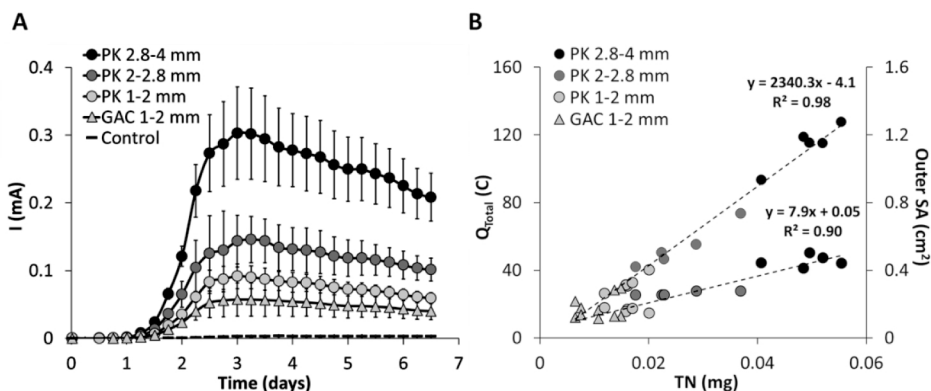 A
PK 2.8-4 mm
PK 2-2.8 mm
PK 1-2 mm
GAC 1-2 mm
Control
0.4
0.3
0.2
0.1
0
I (mA)
0 1 2 3 4 5 6 7
Time (days)
B
PK 2.8-4 mm
PK 2-2.8 mm
PK 1-2 mm
GAC 1-2 mm
160
120
80
40
0
QTotal (C)
y = 2340.3x - 4.1
R² = 0.98
y = 7.9x + 0.05
R² = 0.90
1.6
1.2
0.8
0.4
0.0
Outer SA (cm²)
0 0.02 0.04 0.06
TN (mg)